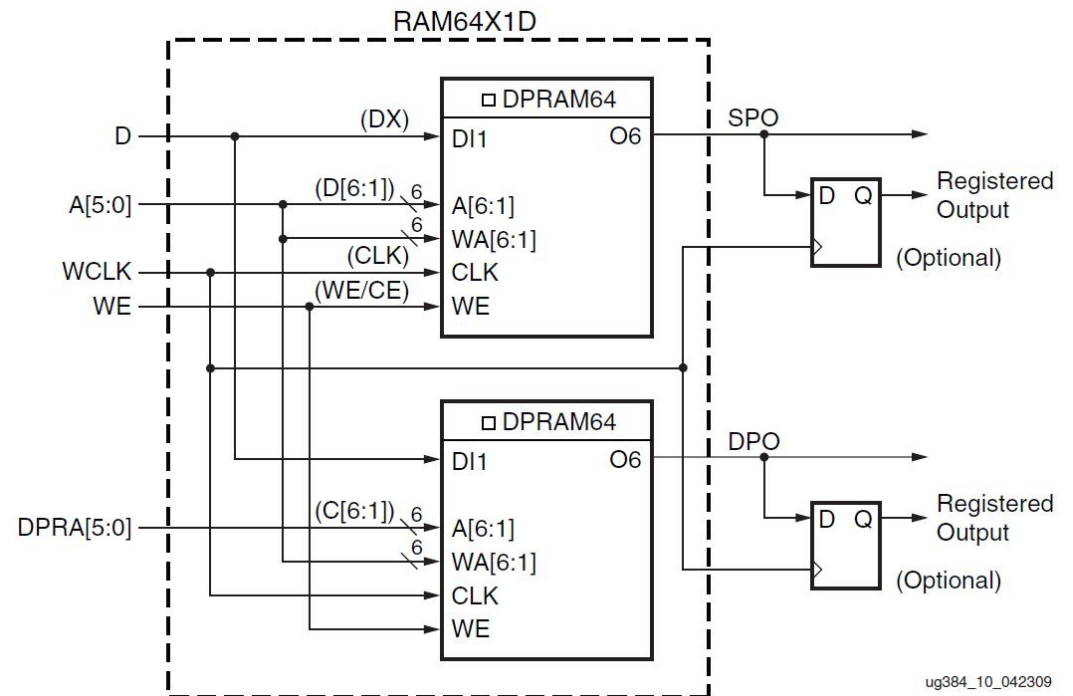 RAM64X1D
DPRAM64
D
(DX)
DI1
O6
SPO
A[5:0]
(D[6:1])
6
A[6:1]
6
WA[6:1]
WCLK
(CLK)
CLK
WE
(WE/CE)
WE
D Q
Registered
Output
(Optional)
DPRAM64
DI1
O6
DPO
DPRA[5:0]
(C[6:1])
6
A[6:1]
6
WA[6:1]
CLK
WE
D Q
Registered
Output
(Optional)
ug384_10_042309